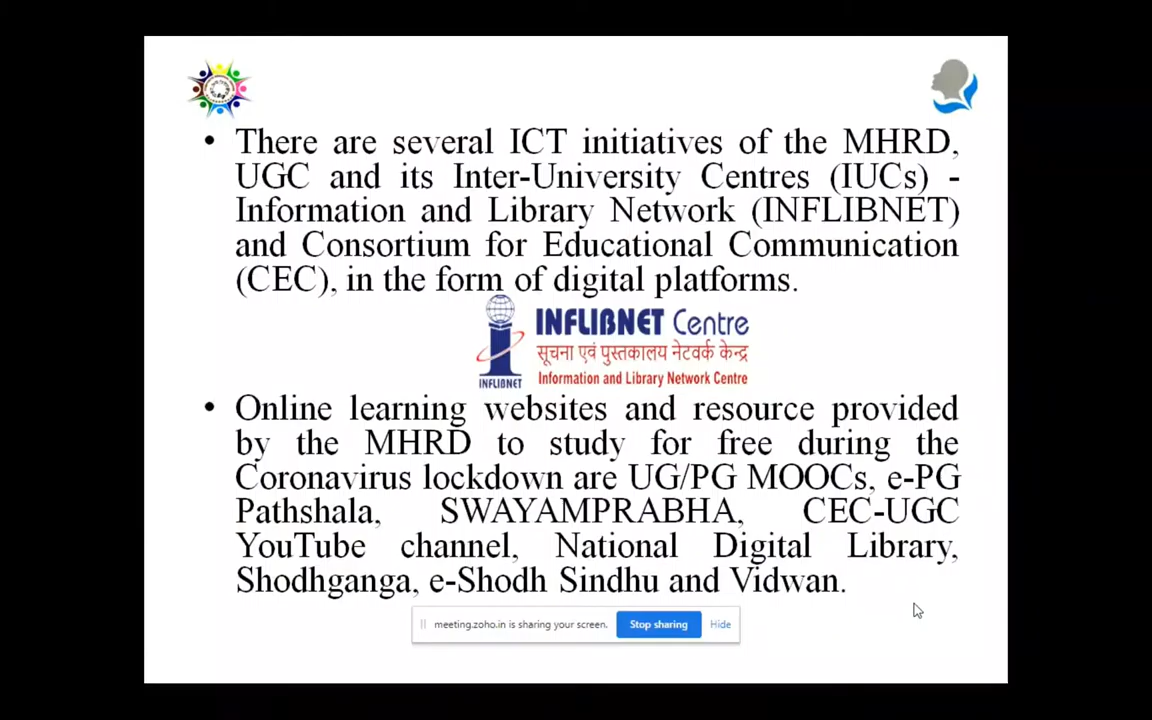 • There are several ICT initiatives of the MHRD,
UGC and its Inter-University Centres (IUCs) -
Information and Library Network (INFLIBNET)
and Consortium for Educational Communication
(CEC), in the form of digital platforms.
INFLIBNET Centre
सूचना एवं पुस्तकालय नेटवर्क केन्द्र
INFLIBNET
Information and Library Network Centre
• Online learning websites and resource provided
by the MHRD to study for free during the
Coronavirus lockdown are UG/PG MOOCs, e-PG
Pathshala, SWAYAMPRABHA, CEC-UGC
YouTube channel, National Digital Library,
Shodhganga, e-Shodh Sindhu and Vidwan.
meeting.zoho.in is sharing your screen. Stop sharing Hide